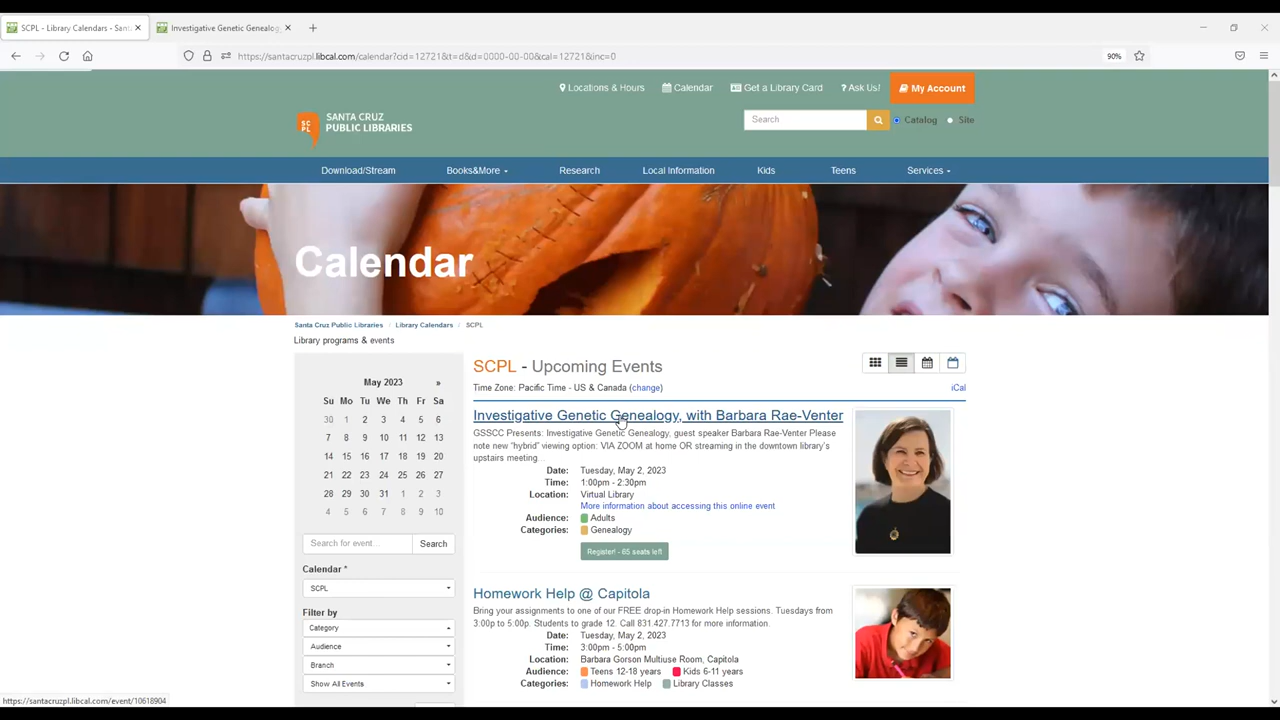 SCPL - Library Calendars - Sant
Investigative Genetic Genealog
https://santacruzpl.libcal.com/calendar?cid=12721&t=d&d=0000-00-00&cal=12721&inc=0
90%
Locations & Hours Calendar Get a Library Card ? Ask Us! My Account
SC PL
SANTA CRUZ
PUBLIC LIBRARIES
Search Catalog Site
Download/Stream Books&More Research Local Information Kids Teens Services
Calendar
Santa Cruz Public Libraries / Library Calendars / SCPL
Library programs & events
May 2023 »
Su Mo Tu We Th Fr Sa
30 1 2 3 4 5 6
7 8 9 10 11 12 13
14 15 16 17 18 19 20
21 22 23 24 25 26 27
28 29 30 31 1 2 3
4 5 6 7 8 9 10
Search for event... Search
Calendar *
SCPL
Filter by
Category
Audience
Branch
Show All Events
SCPL - Upcoming Events
Time Zone: Pacific Time - US & Canada (change) iCal
Investigative Genetic Genealogy, with Barbara Rae-Venter
GSSCC Presents: Investigative Genetic Genealogy, guest speaker Barbara Rae-Venter Please
note new "hybrid" viewing option: VIA ZOOM at home OR streaming in the downtown library's
upstairs meeting...
Date: Tuesday, May 2, 2023
Time: 1:00pm - 2:30pm
Location: Virtual Library
More information about accessing this online event
Audience: Adults
Categories: Genealogy
Register! - 65 seats left
Homework Help @ Capitola
Bring your assignments to one of our FREE drop-in Homework Help sessions. Tuesdays from
3:00p to 5:00p. Students to grade 12. Call 831.427.7713 for more information.
Date: Tuesday, May 2, 2023
Time: 3:00pm - 5:00pm
Location: Barbara Gorson Multiuse Room, Capitola
Audience: Teens 12-18 years Kids 6-11 years
Categories: Homework Help Library Classes
https://santacruzpl.libcal.com/event/10618904